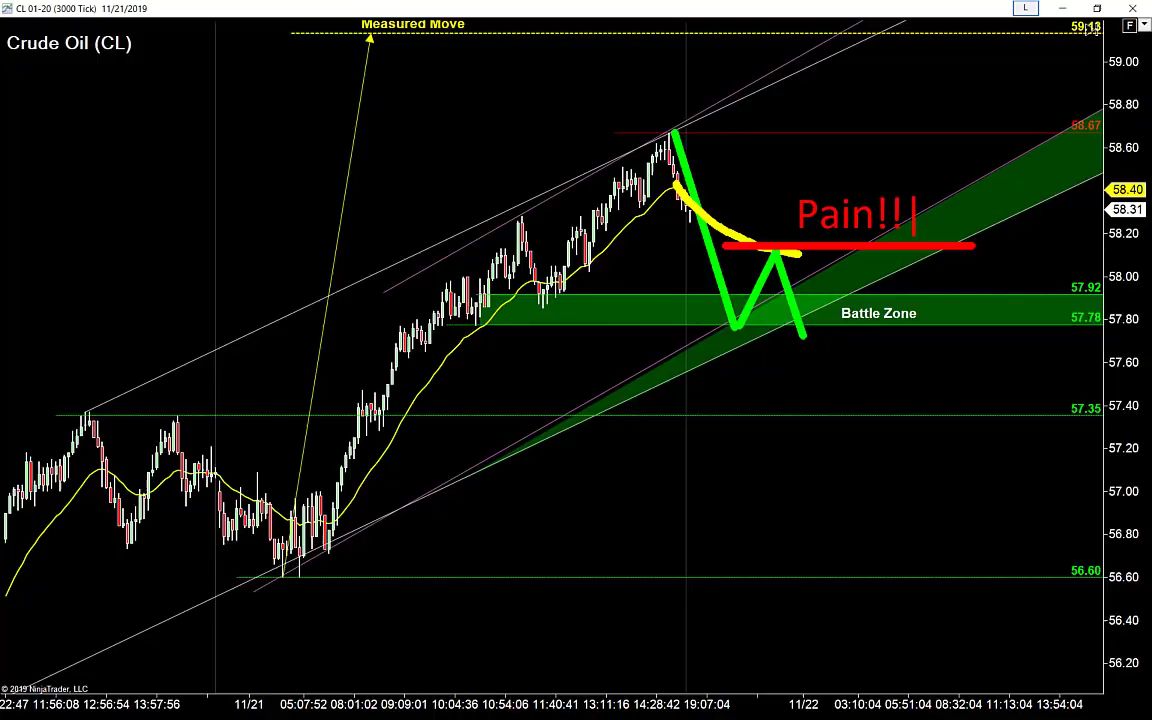 CL 01-20 (3000 Tick) 11/21/2019
L
Measured Move
59.13
F
Crude Oil (CL)
59.00
58.80
58.67
58.60
58.40
Pain!!!
58.31
58.20
58.00
57.92
Battle Zone
57.78
57.80
57.60
57.35
57.40
57.20
57.00
56.80
56.60
56.60
56.40
56.20
© 2019 NinjaTrader, LLC
22:47 11:56:08 12:56:54 13:57:56 11/21 05:07:52 08:01:02 09:09:01 10:04:36 10:54:06 11:40:41 13:11:16 14:28:42 19:07:04 11/22 03:10:04 05:51:04 08:32:04 11:13:04 13:54:04